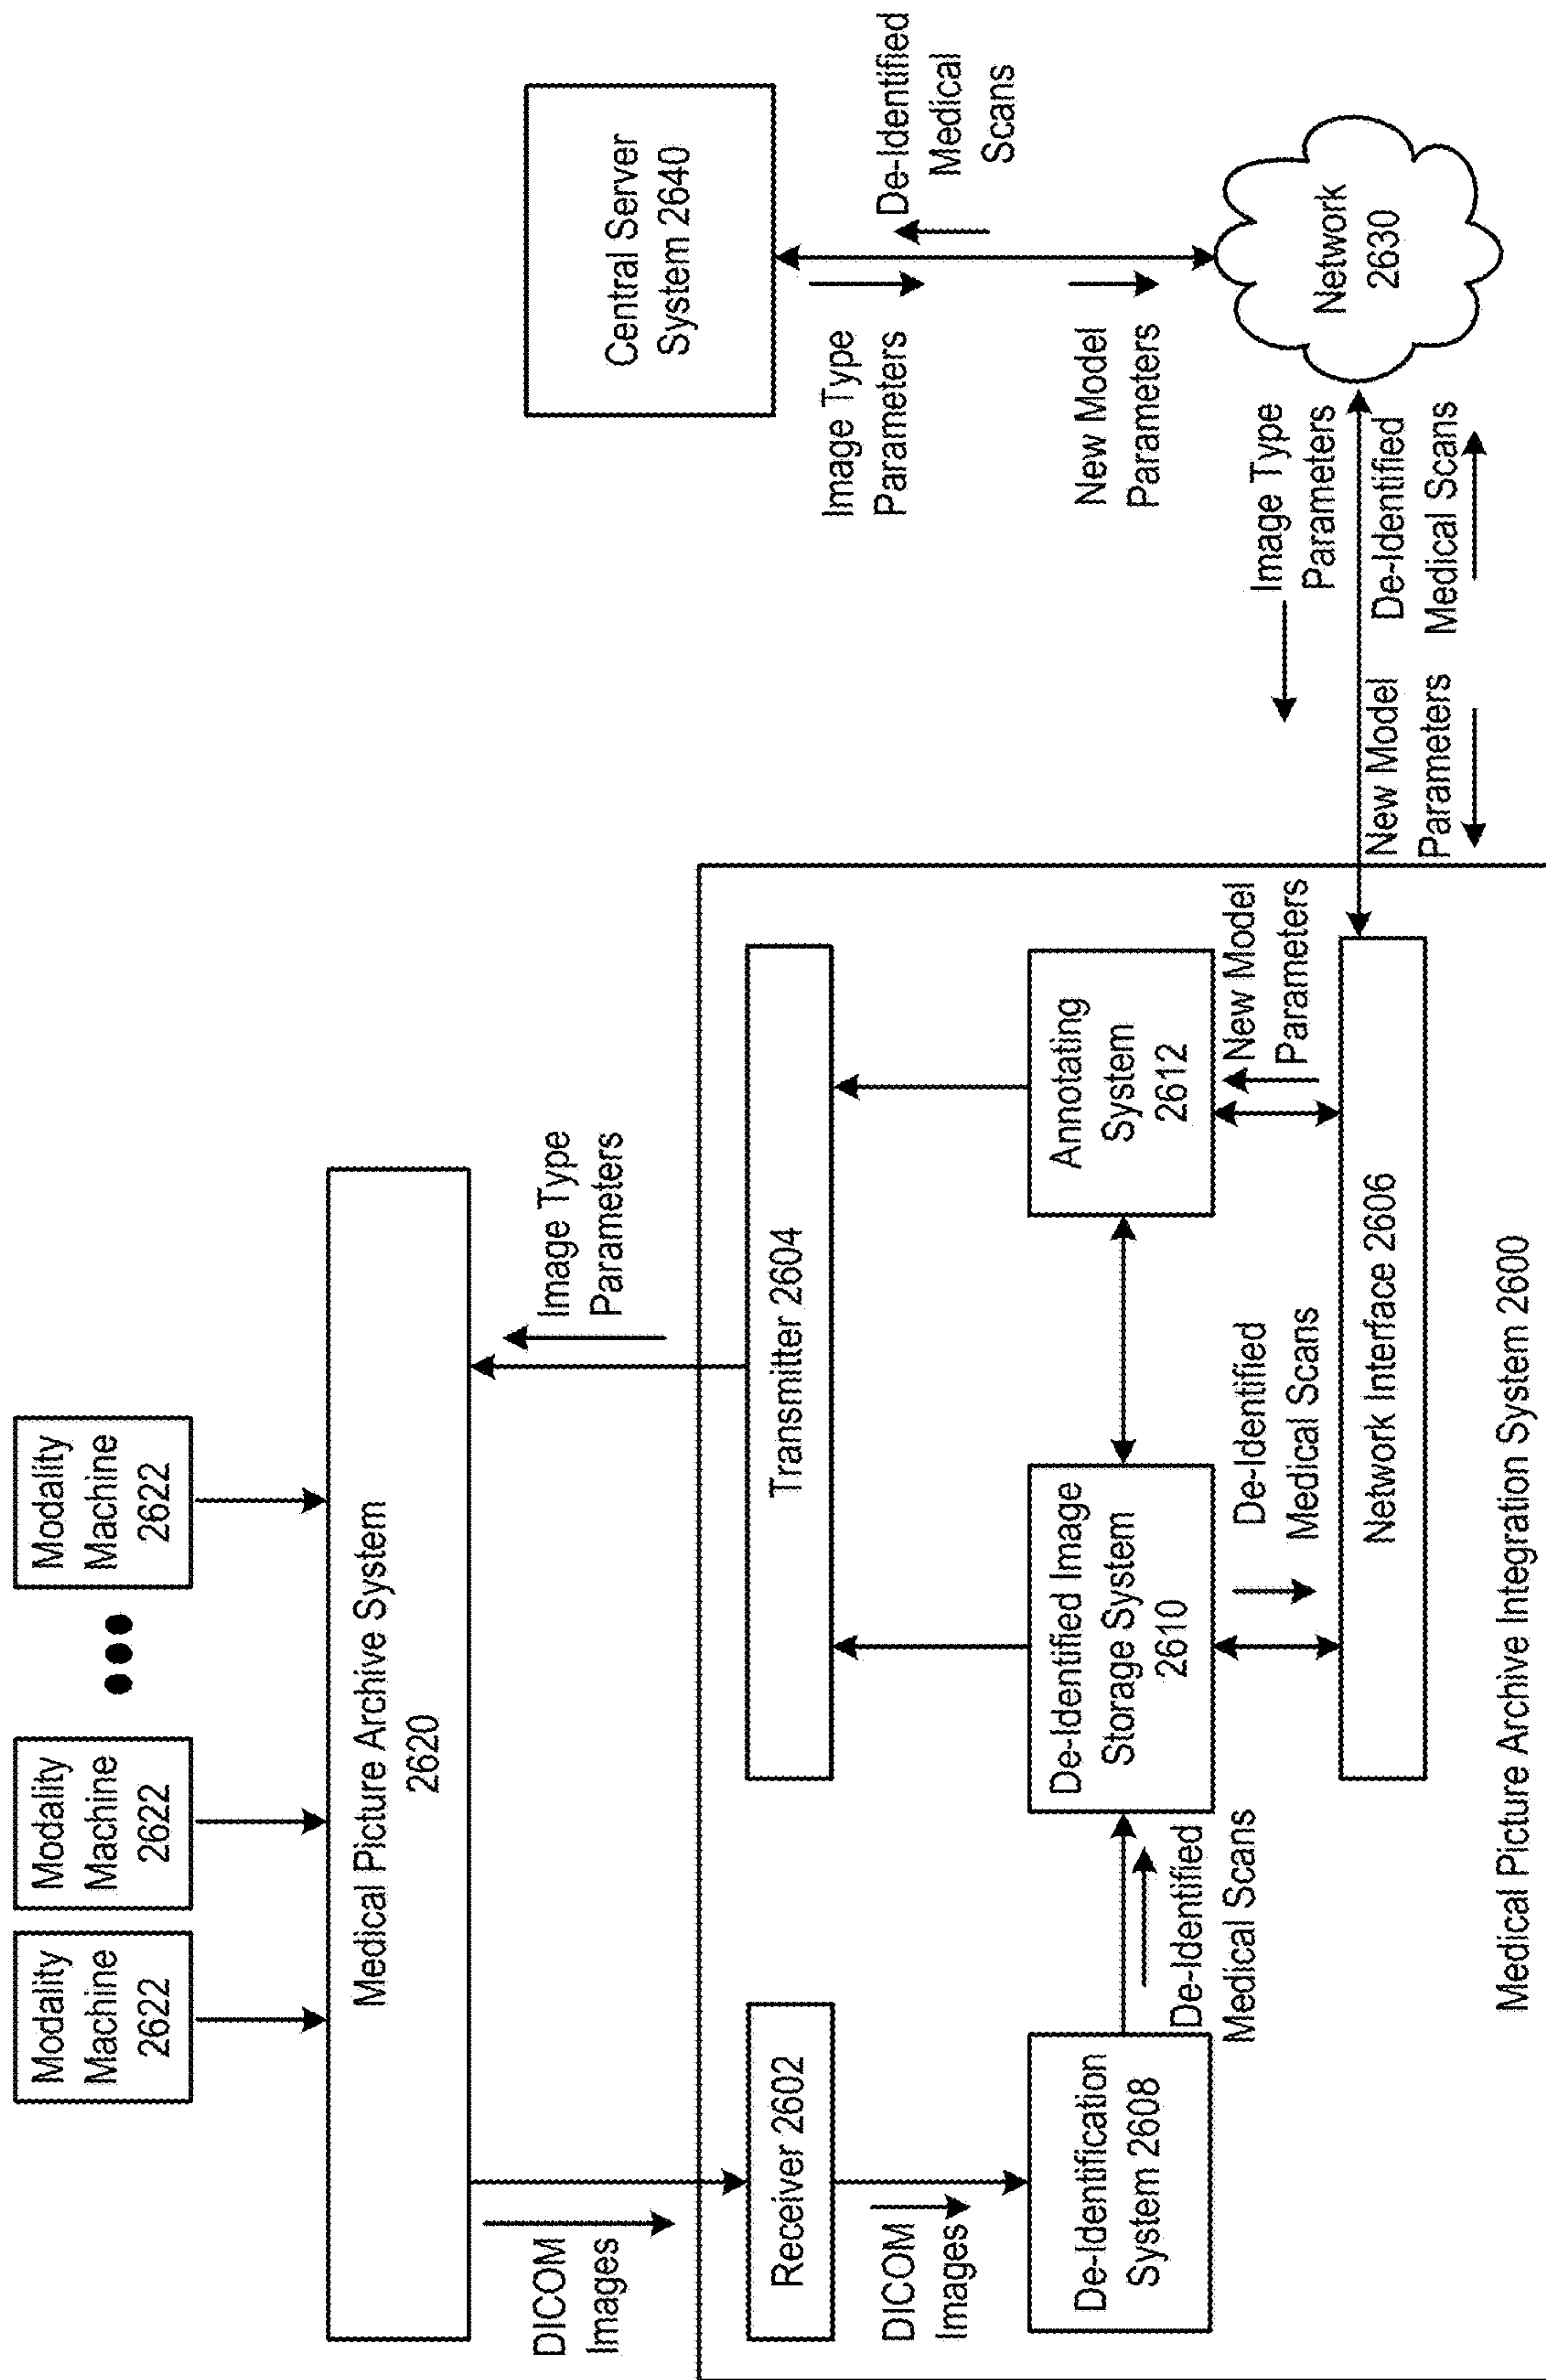 Modality
Machine
2622
Modality
Machine
2622
Modality
Machine
2622
Medical Picture Archive System
2620
DICOM
Images
Image Type
Parameters
Receiver 2602
Transmitter 2604
DICOM
Images
De-Identification
System 2608
De-Identified
Medical Scans
De-Identified Image
Storage System
2610
Annotating
System
2612
De-Identified
Medical Scans
New Model
Parameters
Network Interface 2606
Medical Picture Archive Integration System 2600
Central Server
System 2640
Image Type
Parameters
De-Identified
Medical
Scans
New Model
Parameters
Image Type
Parameters
New Model
Parameters
De-Identified
Medical Scans
Network
2630